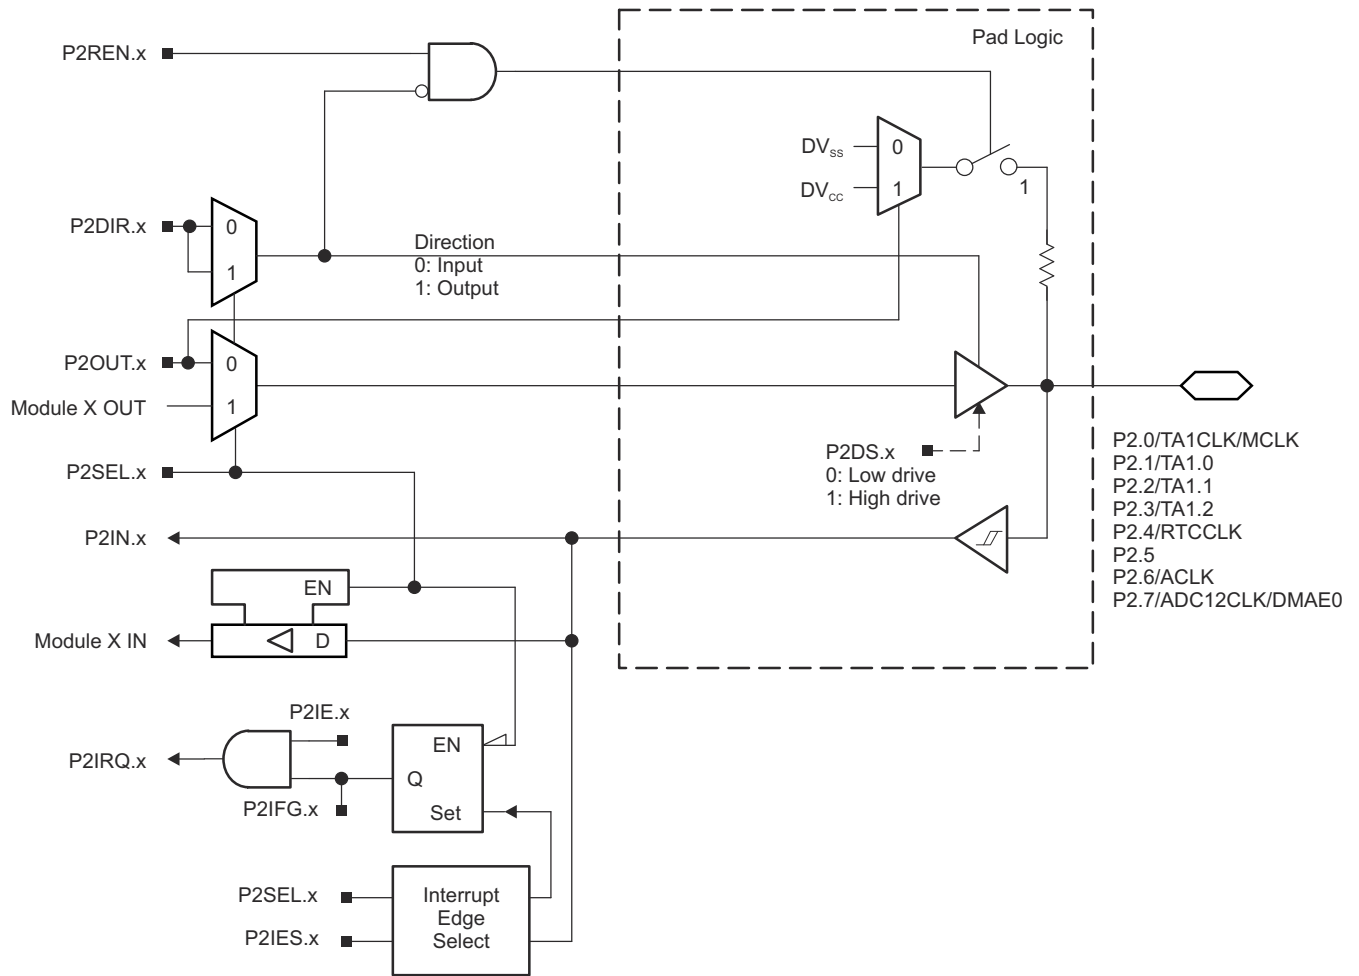 Pad Logic
P2REN.x
DVSS
0
DVCC
1
1
P2DIR.x
0
1
Direction
0: Input
1: Output
P2OUT.x
0
Module X OUT
1
P2SEL.x
P2DS.x
0: Low drive
1: High drive
P2.0/TA1CLK/MCLK
P2.1/TA1.0
P2.2/TA1.1
P2.3/TA1.2
P2.4/RTCCLK
P2.5
P2.6/ACLK
P2.7/ADC12CLK/DMAE0
P2IN.x
EN
Module X IN
D
P2IE.x
P2IRQ.x
EN
Q
P2IFG.x
Set
P2SEL.x
P2IES.x
Interrupt
Edge
Select